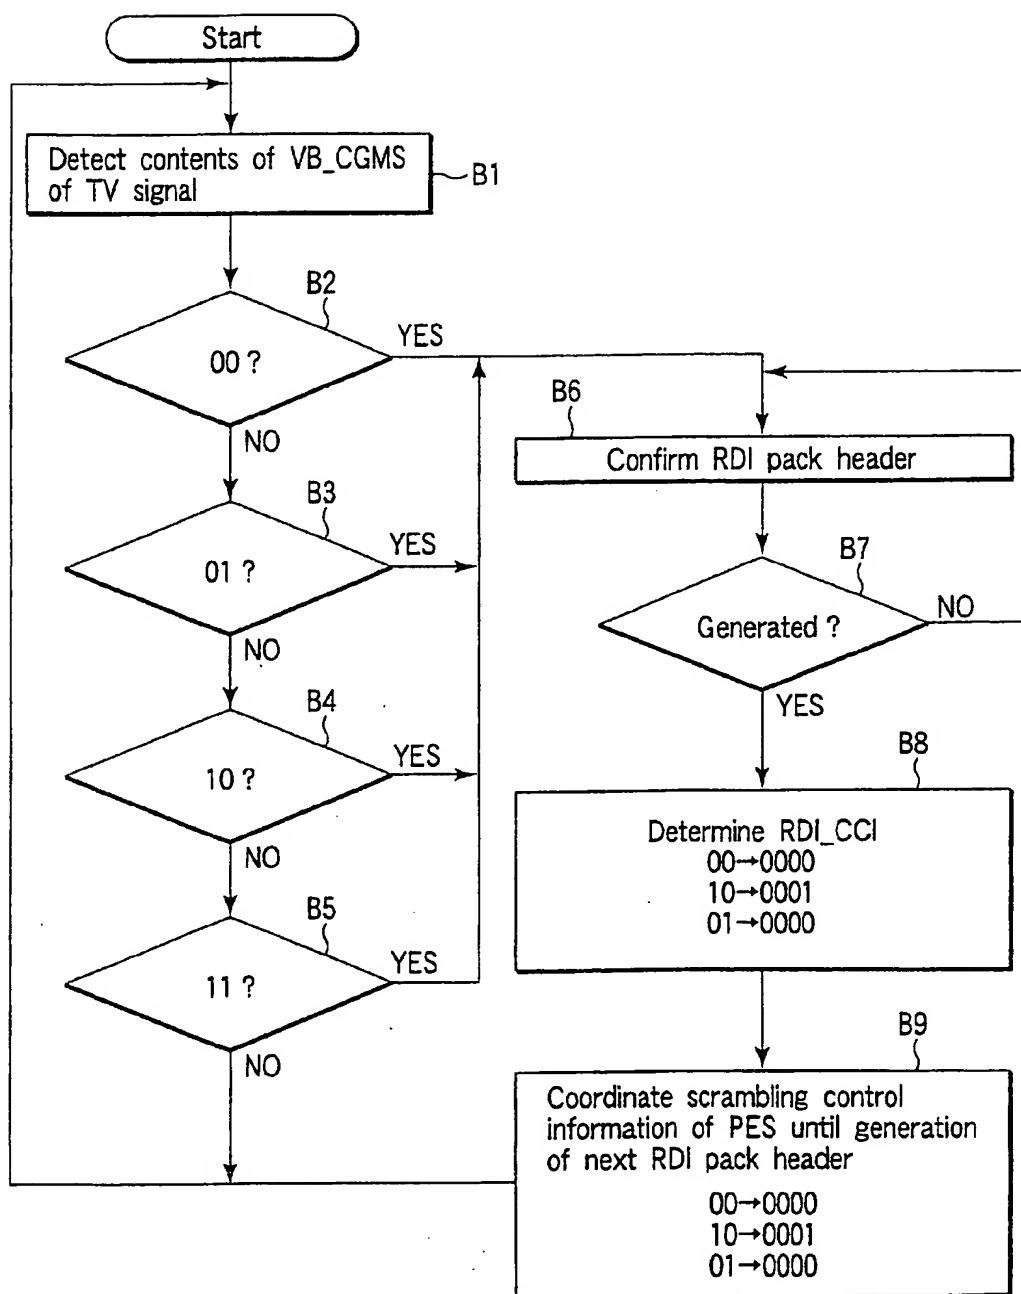 Start
Detect contents of VB_CGMS
of TV signal
B1
B2
00 ?
YES
NO
B3
01 ?
YES
NO
B4
10 ?
YES
NO
B5
11 ?
YES
NO
B6
Confirm RDI pack header
B7
Generated ?
NO
YES
B8
Determine RDI_CCI
00→0000
10→0001
01→0000
B9
Coordinate scrambling control
information of PES until generation
of next RDI pack header
00→0000
10→0001
01→0000